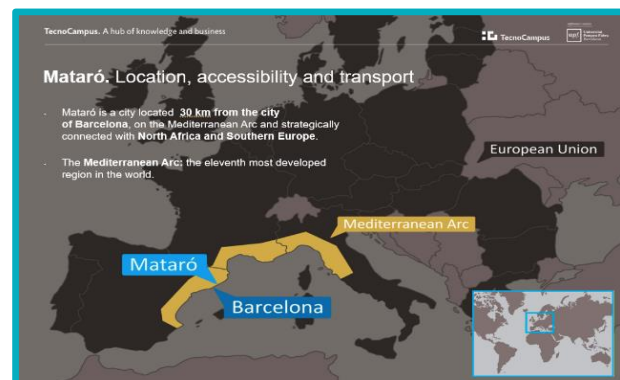 TecnoCampus. A hub of knowledge and business
TecnoCampus
Mataró. Location, accessibility and transport
- Mataró is a city located 30 km from the city
of Barcelona, on the Mediterranean Arc and strategically
connected with North Africa and Southern Europe.
- The Mediterranean Arc: the eleventh most developed
region in the world.
European Union
Mediterranean Arc
Mataró
Barcelona